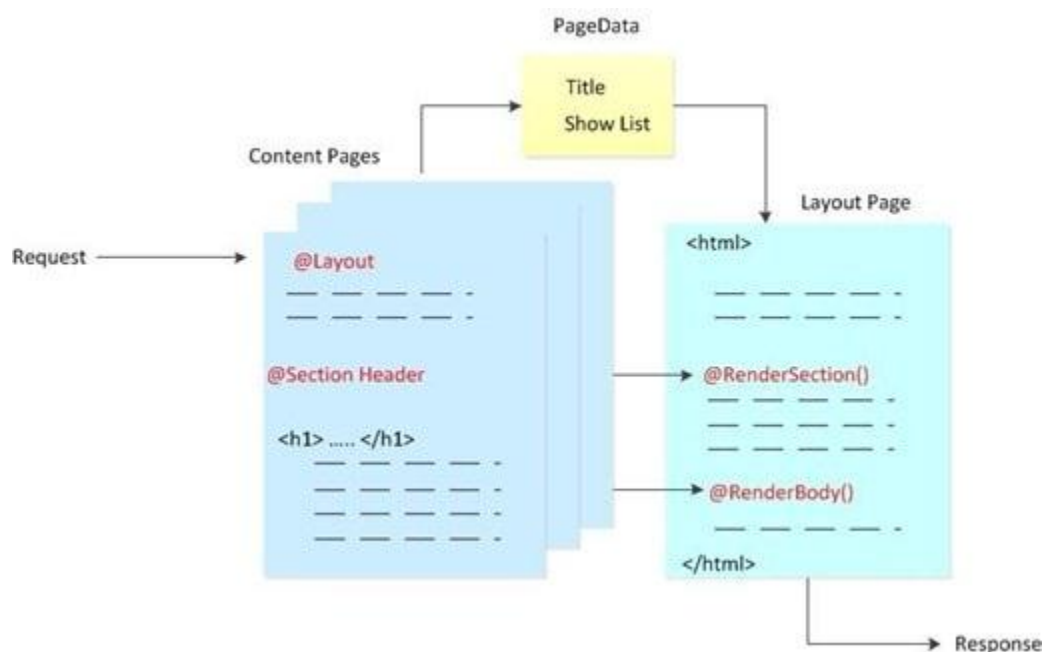 PageData
Title
Show List
Content Pages
Layout Page
Request
@Layout
@Section Header
<h1> ..... </h1>
<html>
@RenderSection()
@RenderBody()
</html>
Response